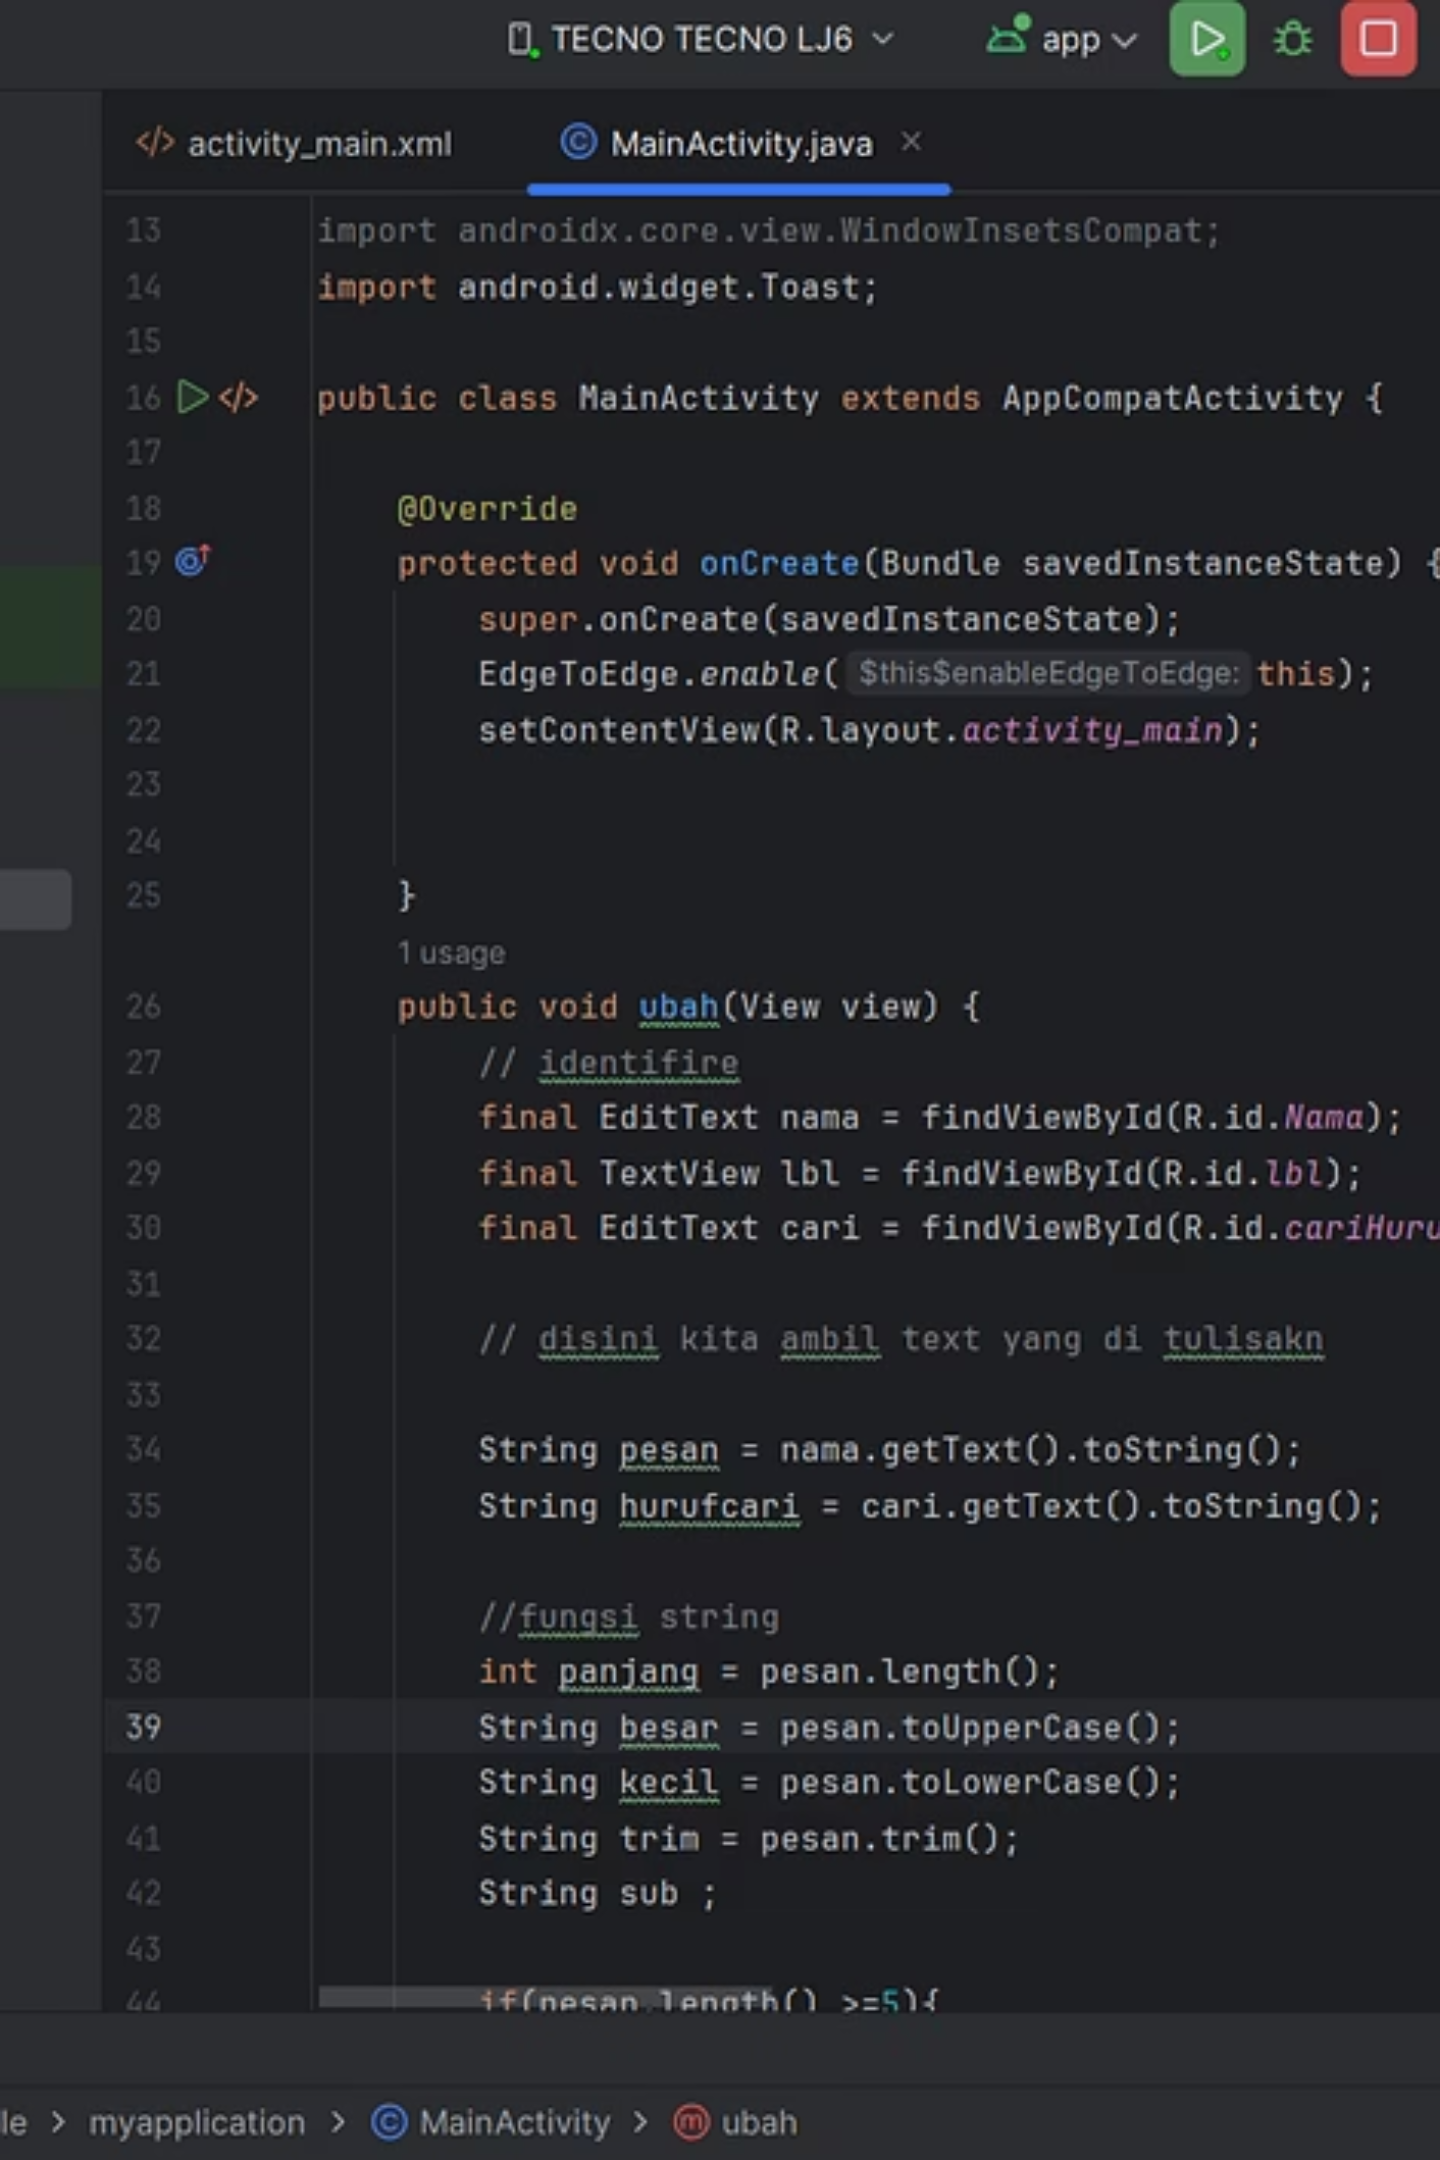 TECNO TECNO LJ6 app
activity_main.xml MainActivity.java
13 import androidx.core.view.WindowInsetsCompat;
14 import android.widget.Toast;
15
16 public class MainActivity extends AppCompatActivity {
17
18 @Override
19 protected void onCreate(Bundle savedInstanceState) {
20 super.onCreate(savedInstanceState);
21 EdgeToEdge.enable( $this$enableEdgeToEdge: this);
22 setContentView(R.layout.activity_main);
23
24
25 }
1 usage
26 public void ubah(View view) {
27 // identifire
28 final EditText nama = findViewById(R.id.Nama);
29 final TextView lbl = findViewById(R.id.lbl);
30 final EditText cari = findViewById(R.id.cariHuru
31
32 // disini kita ambil text yang di tulisakn
33
34 String pesan = nama.getText().toString();
35 String hurufcari = cari.getText().toString();
36
37 //fungsi string
38 int panjang = pesan.length();
39 String besar = pesan.toUpperCase();
40 String kecil = pesan.toLowerCase();
41 String trim = pesan.trim();
42 String sub ;
43
44 if(pesan.length() >=5){
le > myapplication > MainActivity > ubah